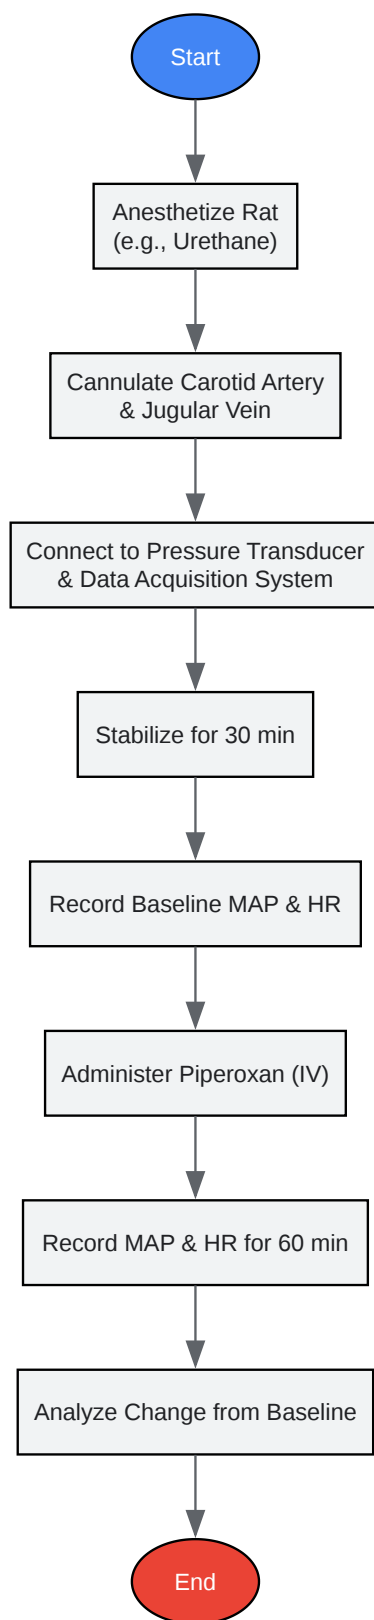 Start
Anesthetize Rat
(e.g., Urethane)
Cannulate Carotid Artery
& Jugular Vein
Connect to Pressure Transducer
& Data Acquisition System
Stabilize for 30 min
Record Baseline MAP & HR
Administer Piperoxan (IV)
Record MAP & HR for 60 min
Analyze Change from Baseline
End